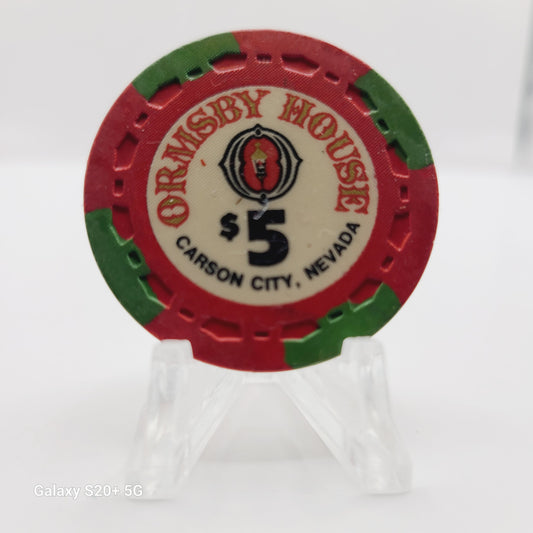 ORMSBY HOUSE
$5
CARSON CITY, NEVADA
Galaxy S20+ 5G